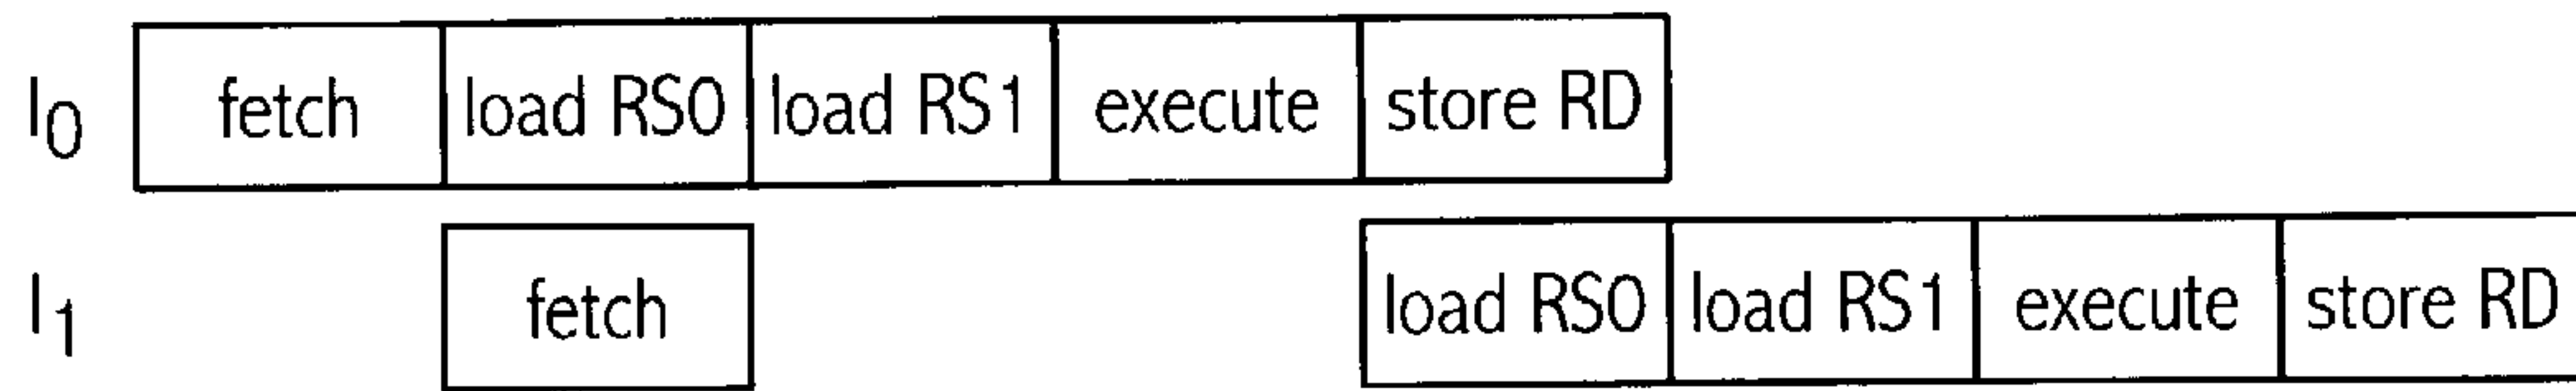 I0 fetch load RS0 load RS1 execute store RD
I1 fetch load RS0 load RS1 execute store RD